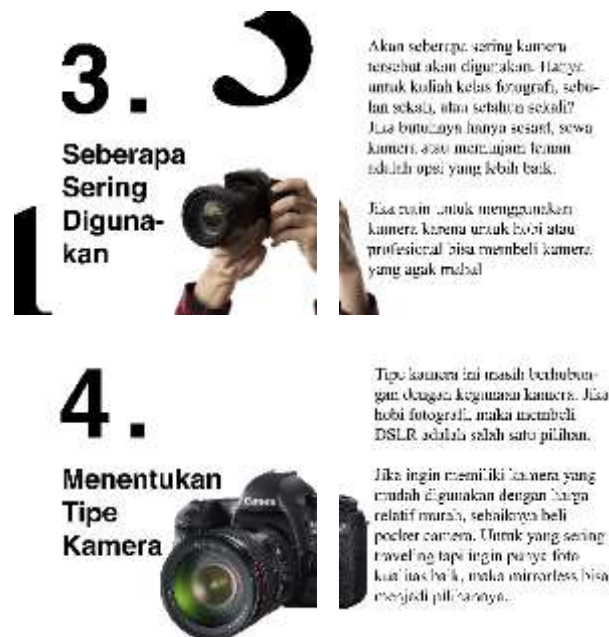 3.
Seberapa
Sering
Diguna-
kan
Akan seberapa sering kamera
tersebut akan digunakan. Hanya
untuk kuliah kelas fotografi, sebu-
lan sekali, atau setahun sekali?
Jika butuhnya hanya sesaat, sewa
kamera atau meminjam teman
adalah opsi yang lebih baik.
Jika rutin untuk menggunakan
kamera karena untuk hobi atau
profesional bisa membeli kamera
yang agak mahal
4.
Menentukan
Tipe
Kamera
Canon
Tipe kamera ini masih berhubun-
gan dengan kegunaan kamera. Jika
hobi fotografi, maka membeli
DSLR adalah salah satu pilihan.
Jika ingin memiliki kamera yang
mudah digunakan dengan harga
relatif murah, sebaiknya beli
pocket camera. Untuk yang sering
traveling tapi ingin punya foto
kualitas baik, maka mirrorless bisa
menjadi pilihannya.